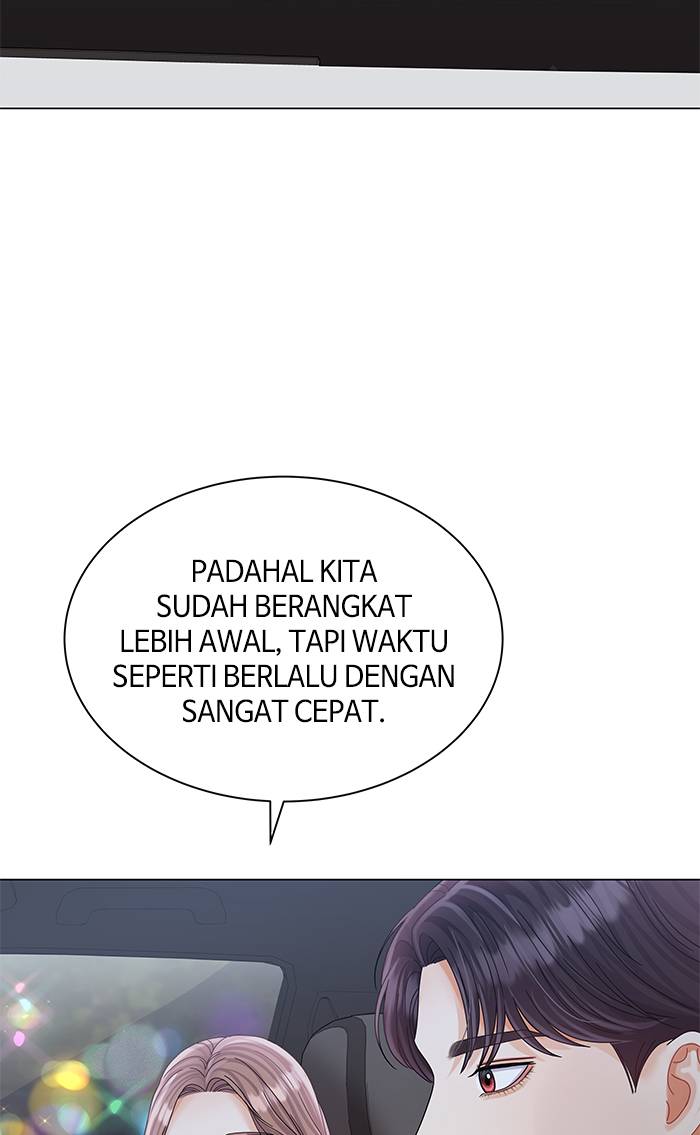 PADAHAL KITA
SUDAH BERANGKAT
LEBIH AWAL, TAPI WAKTU
SEPERTI BERLALU DENGAN
SANGAT CEPAT.